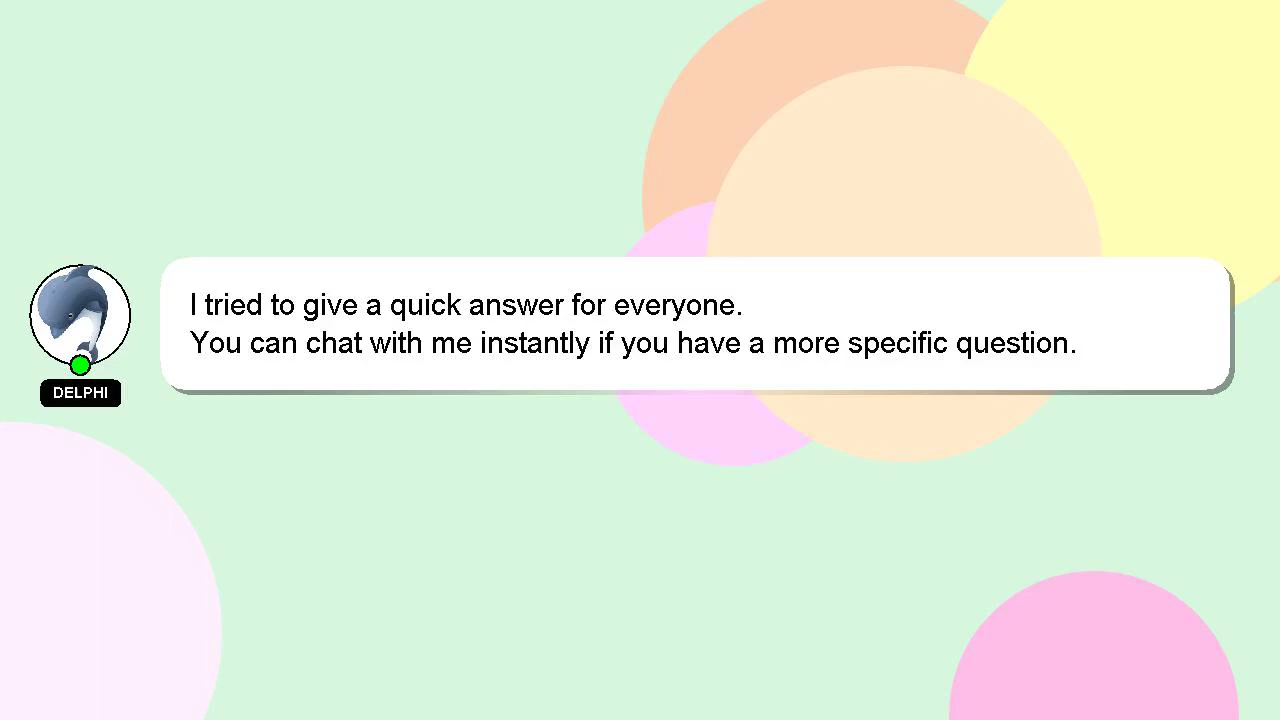 I tried to give a quick answer for everyone.
You can chat with me instantly if you have a more specific question.
DELPHI